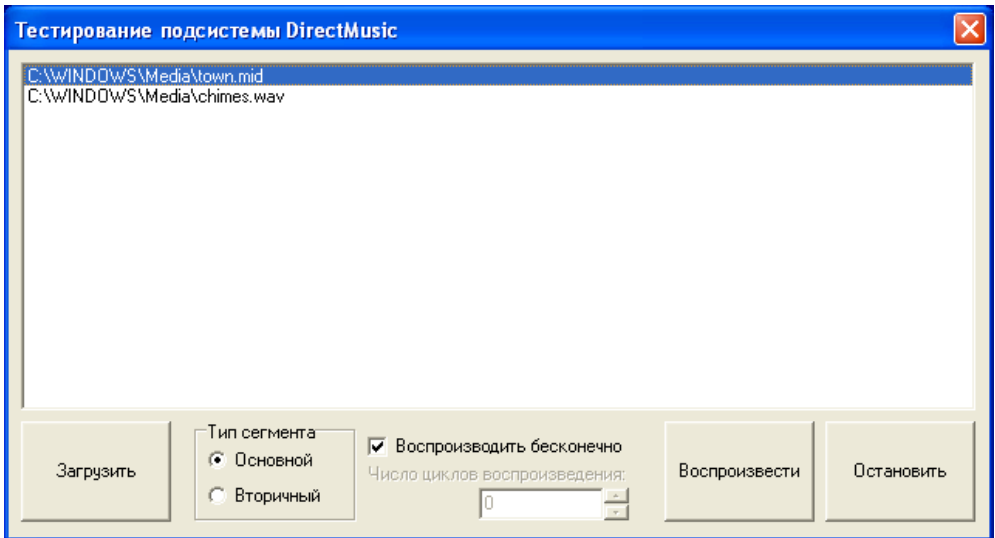 Тестирование подсистемы DirectMusic
C:\WINDOWS\Media\town.mid
C:\WINDOWS\Media\chimes.wav
Загрузить
Тип сегмента
Основной
Вторичный
Воспроизводить бесконечно
Число циклов воспроизведения:
0
Воспроизвести
Остановить